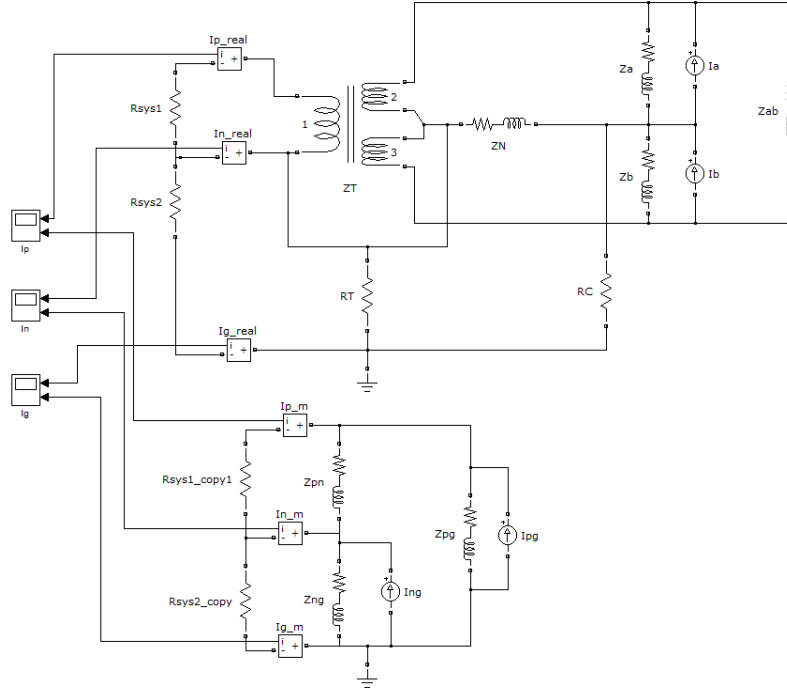 Ip_real
i
-
+
Rsys1
In_real
i
-
+
Rsys2
1
2
3
ZT
ZN
Za
Ia
+
Zab
Zb
Ib
+
Ip
In
RT
RC
Ig_real
i
-
+
Ig
Ip_m
i
-
+
Rsys1_copy1
Zpn
In_m
i
-
+
Zpg
Ipg
+
Rsys2_copy
Zng
Ing
+
Ig_m
i
-
+